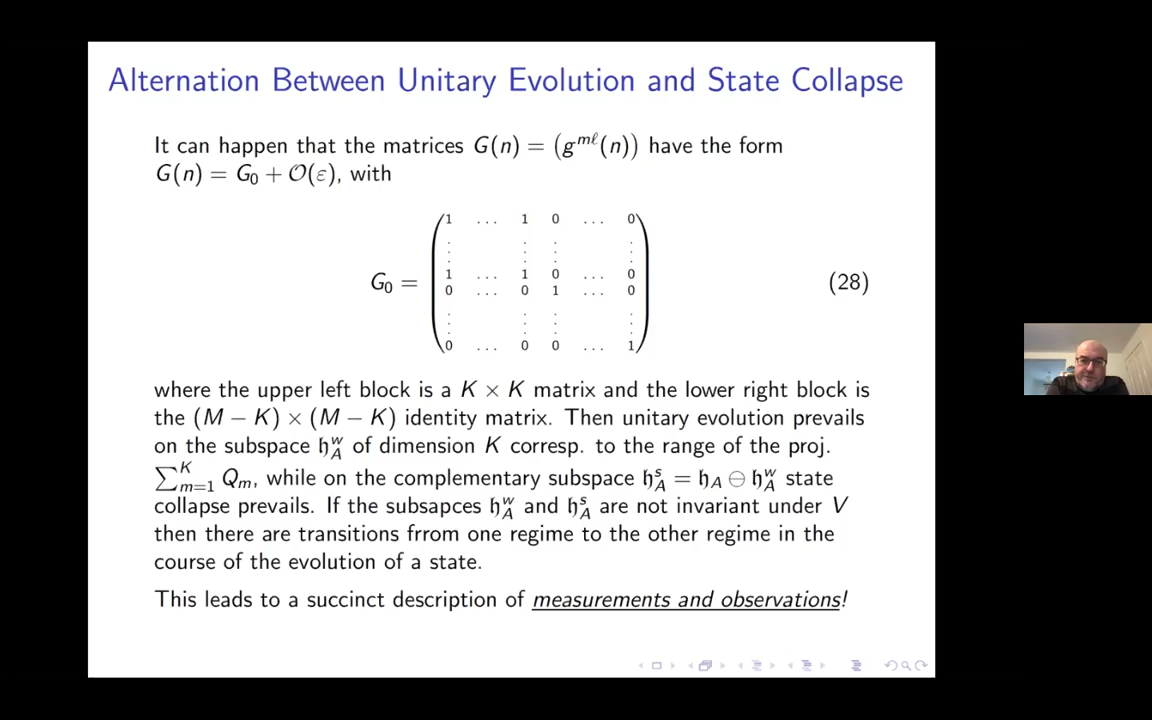 Alternation Between Unitary Evolution and State Collapse
It can happen that the matrices G(n) = (g^{mℓ}(n)) have the form
G(n) = G₀ + 𝒪(ε), with
1 ... 1 0 ... 0
⋮ ⋮ ⋮ ⋮
G₀ =
1 ... 1 0 ... 0
0 ... 0 1 ... 0
(28)
⋮ ⋮ ⋮ ⋮
0 ... 0 0 ... 1
where the upper left block is a K × K matrix and the lower right block is
the (M − K) × (M − K) identity matrix. Then unitary evolution prevails
on the subspace 𝔥_A^w of dimension K corresp. to the range of the proj.
∑_{m=1}^K Q_m, while on the complementary subspace 𝔥_A^s = 𝔥_A ⊖ 𝔥_A^w state
collapse prevails. If the subsapces 𝔥_A^w and 𝔥_A^s are not invariant under V
then there are transitions frrom one regime to the other regime in the
course of the evolution of a state.
This leads to a succinct description of measurements and observations!